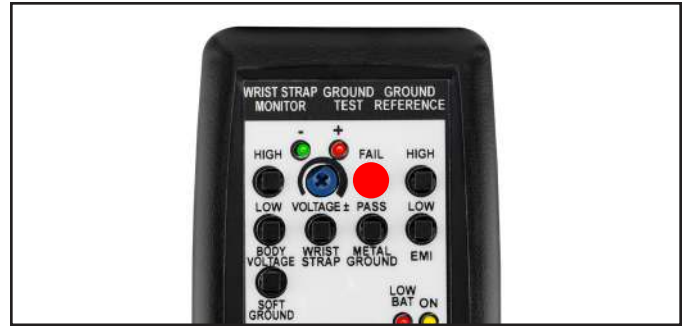 WRIST STRAP GROUND GROUND
MONITOR TEST REFERENCE
- +
HIGH FAIL HIGH
LOW VOLTAGE ± PASS LOW
BODY WRIST METAL EMI
VOLTAGE STRAP GROUND
SOFT
GROUND
LOW
BAT ON